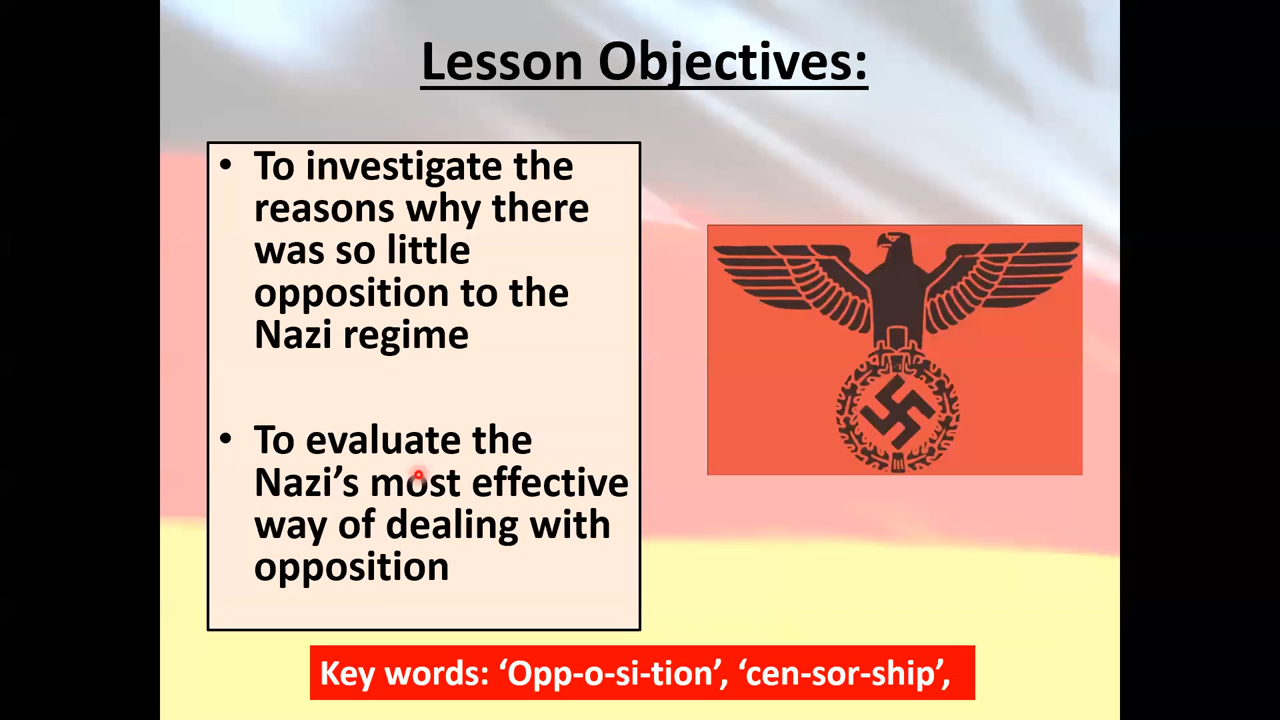 Lesson Objectives:
• To investigate the
reasons why there
was so little
opposition to the
Nazi regime
• To evaluate the
Nazi’s most effective
way of dealing with
opposition
Key words: ‘Opp-o-si-tion’, ‘cen-sor-ship’,